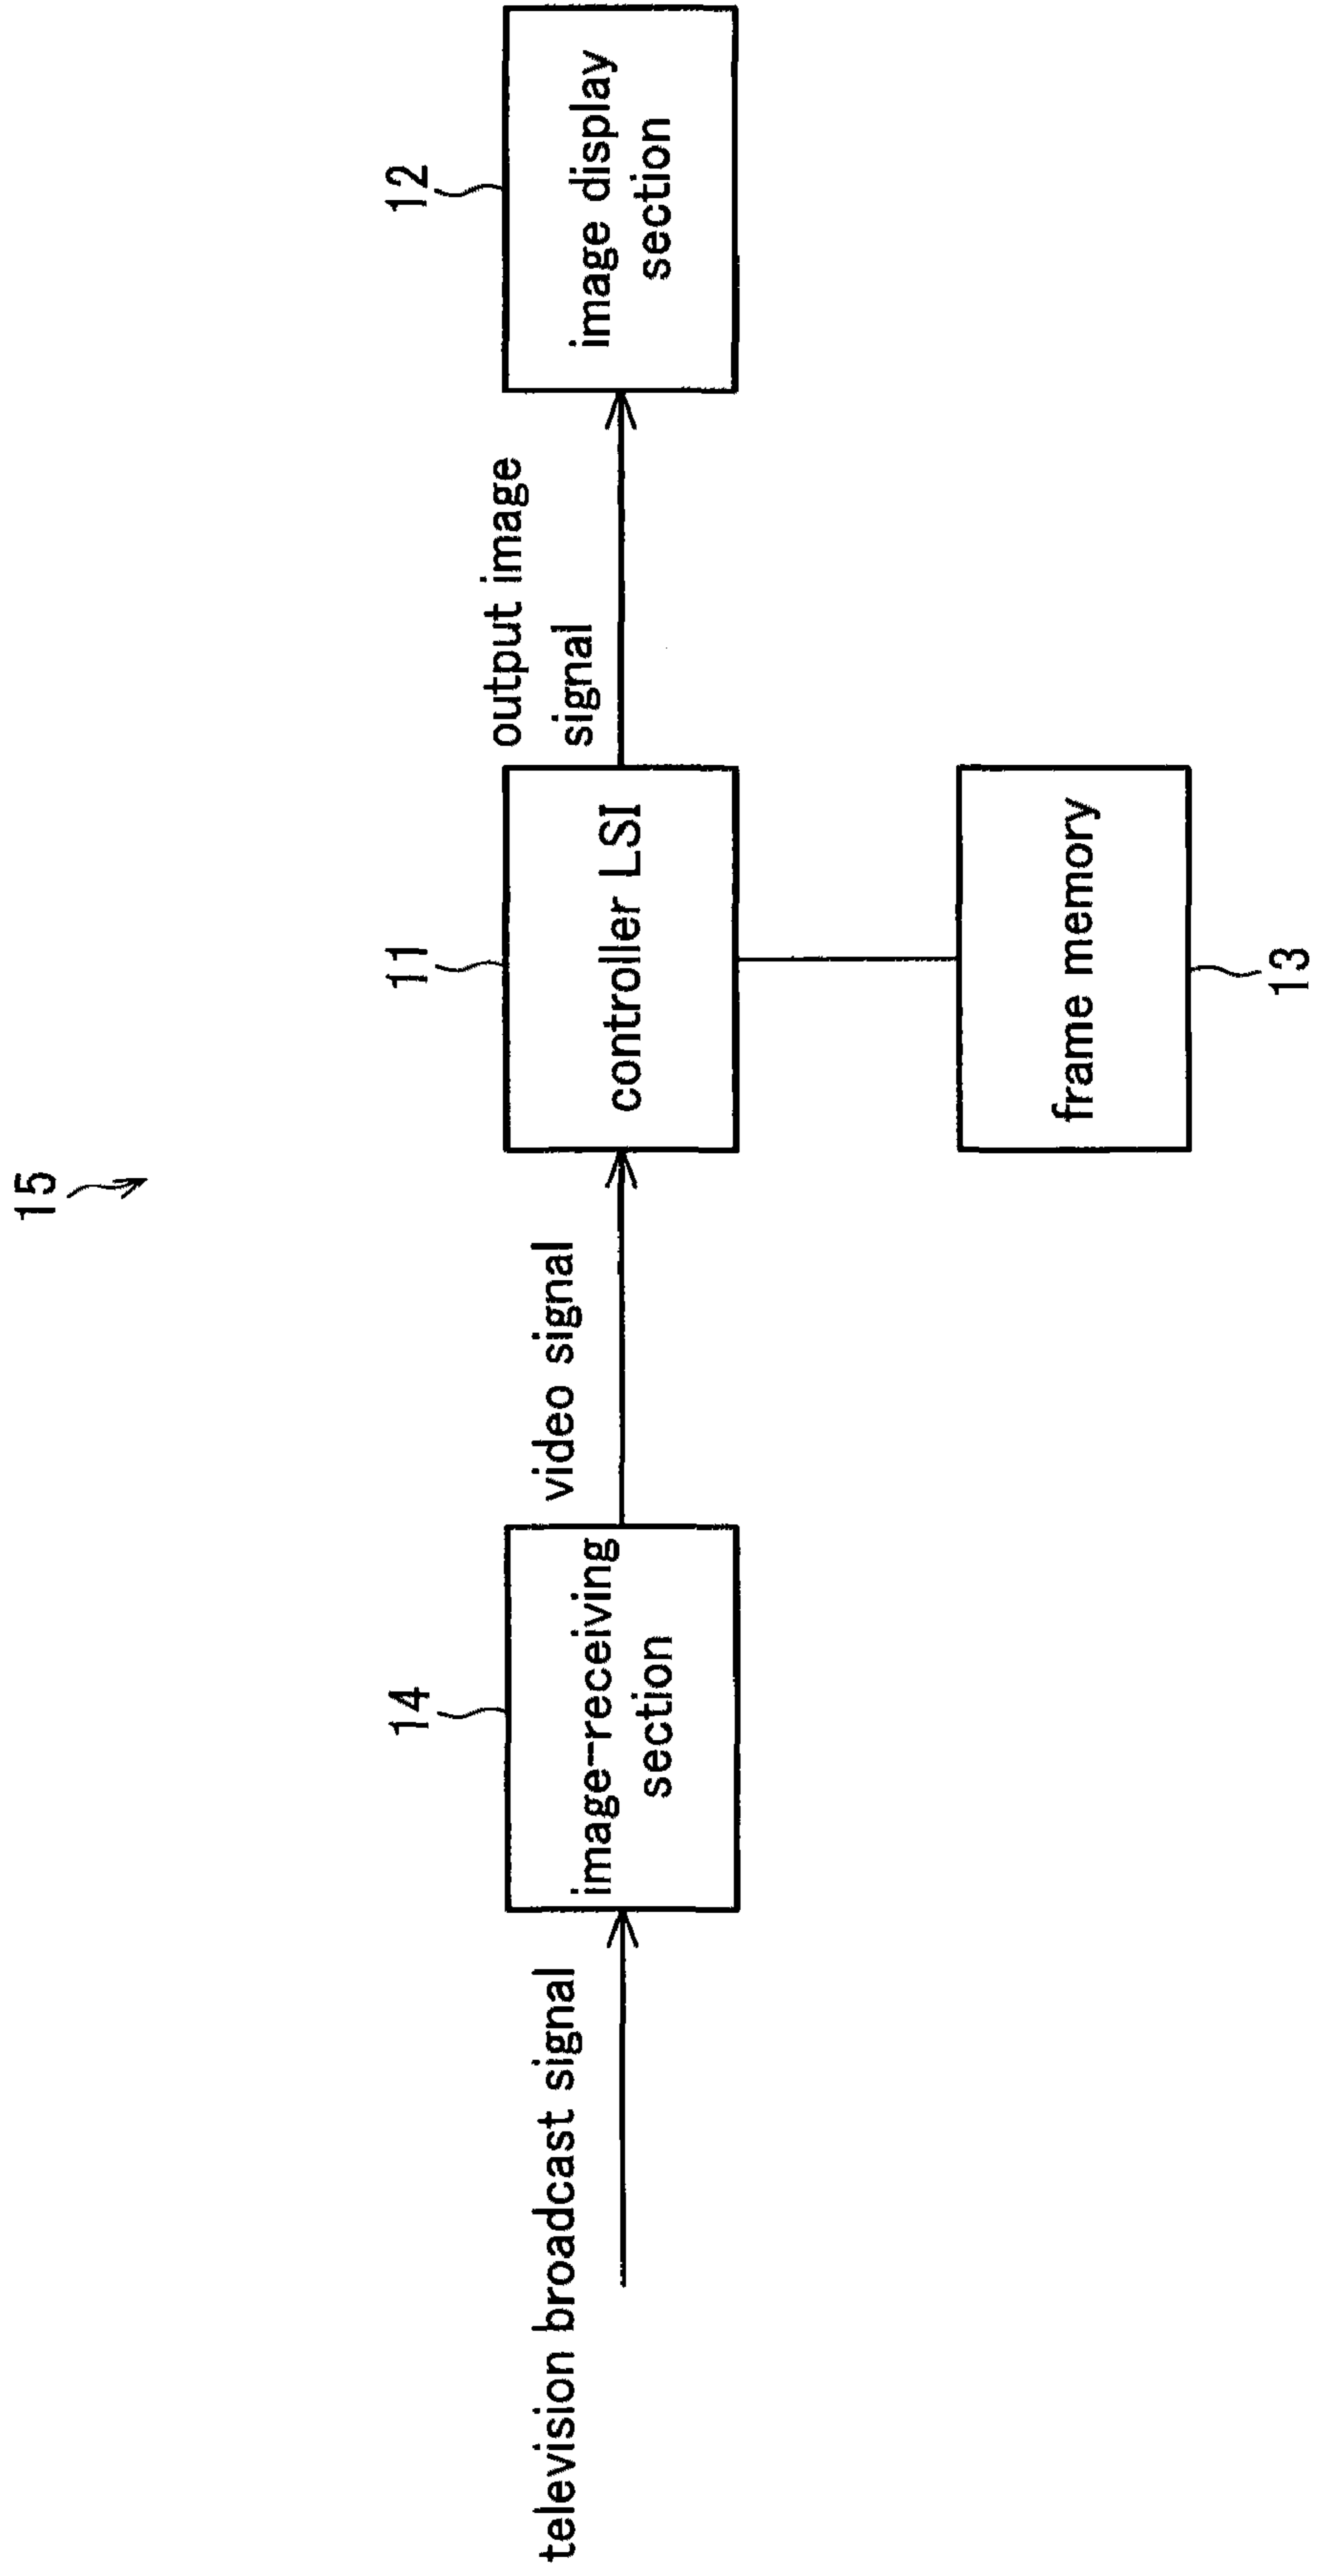 15
television broadcast signal
14
image-receiving
section
video signal
11
controller LSI
output image
signal
12
image display
section
frame memory
13